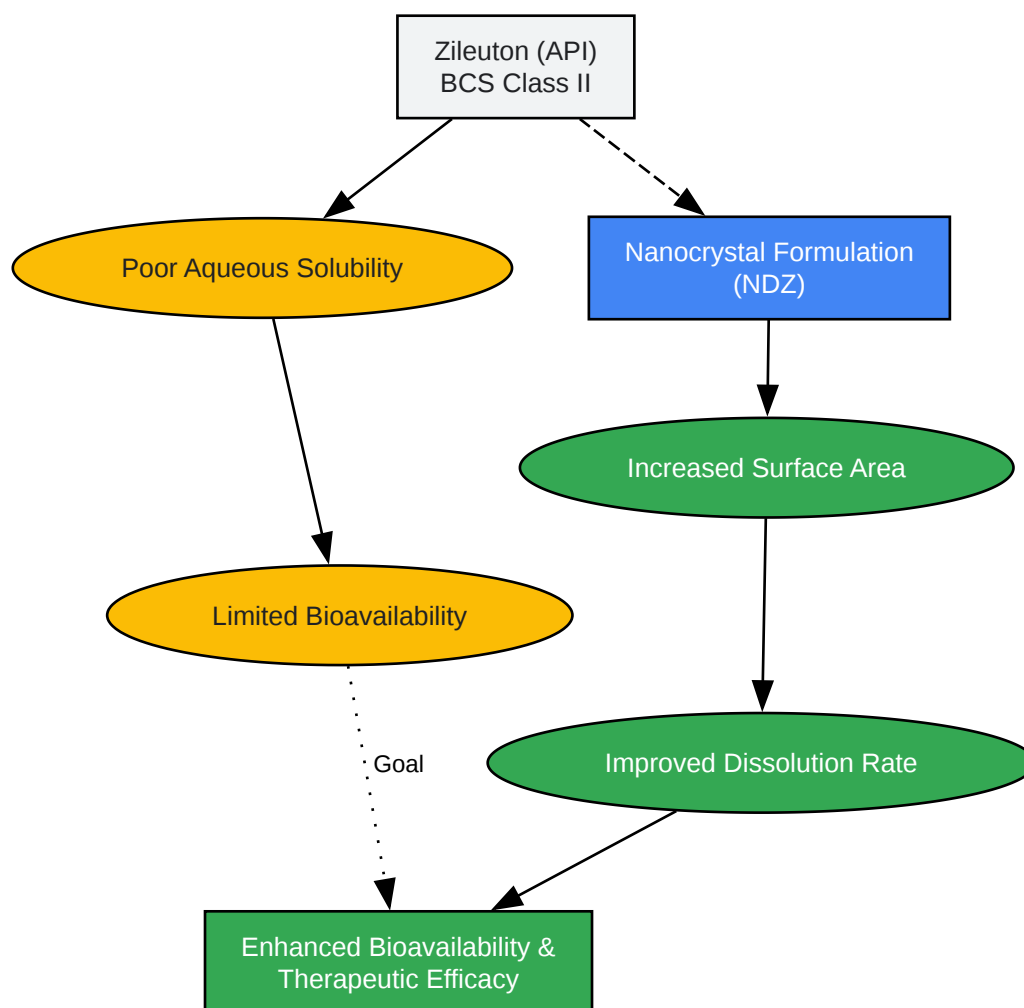 Zileuton (API)
BCS Class II
Poor Aqueous Solubility
Nanocrystal Formulation
(NDZ)
Increased Surface Area
Limited Bioavailability
Improved Dissolution Rate
Goal
Enhanced Bioavailability &
Therapeutic Efficacy